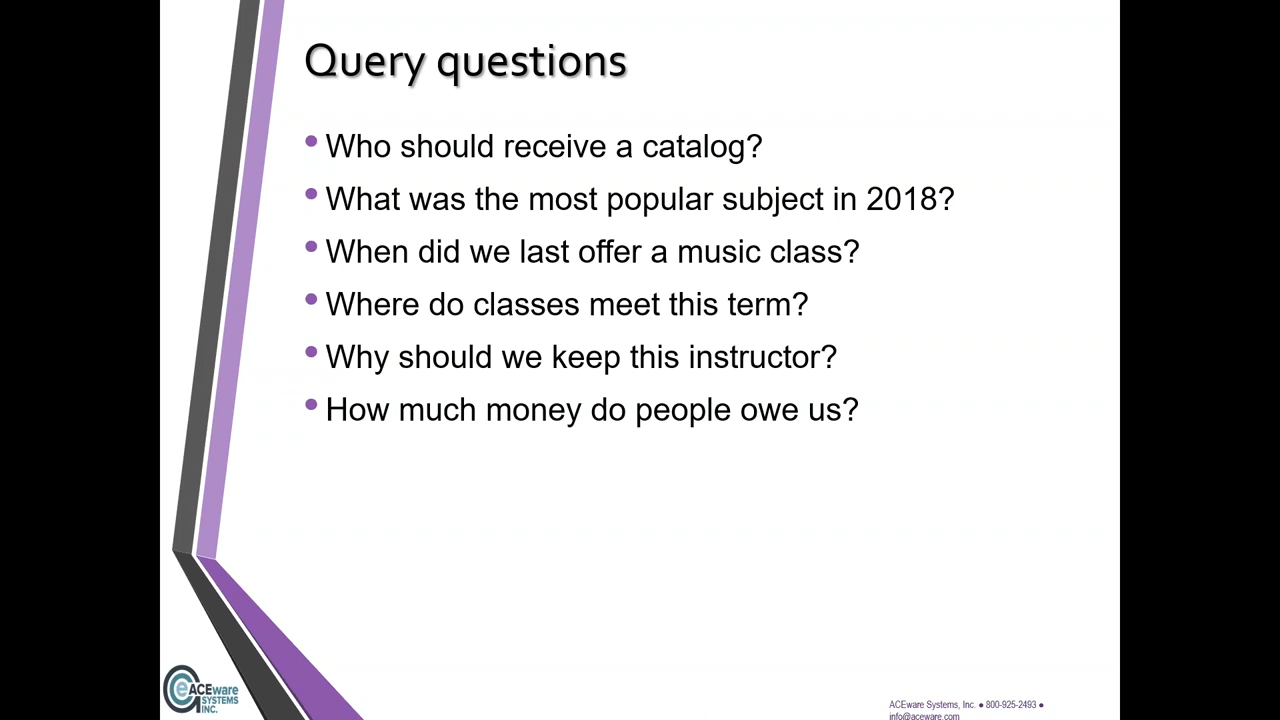 Query questions
• Who should receive a catalog?
• What was the most popular subject in 2018?
• When did we last offer a music class?
• Where do classes meet this term?
• Why should we keep this instructor?
• How much money do people owe us?
e ACEware
SYSTEMS
INC.
ACEware Systems, Inc. ● 800-925-2493 ●
info@aceware.com